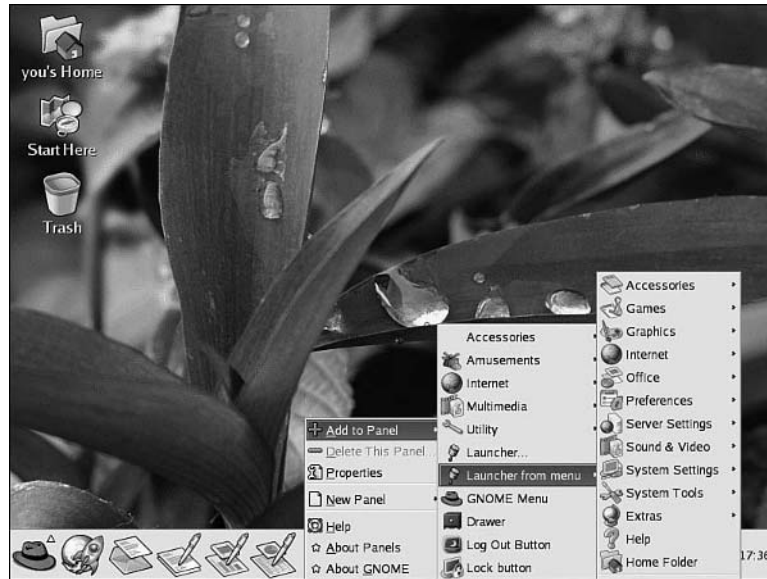 you's Home
Start Here
Trash
Add to Panel
Delete This Panel...
Properties
New Panel
Help
About Panels
About GNOME
Accessories
Amusements
Internet
Multimedia
Utility
Launcher...
Launcher from menu
GNOME Menu
Drawer
Log Out Button
Lock button
Accessories
Games
Graphics
Internet
Office
Preferences
Server Settings
Sound & Video
System Settings
System Tools
Extras
Help
Home Folder
17:36